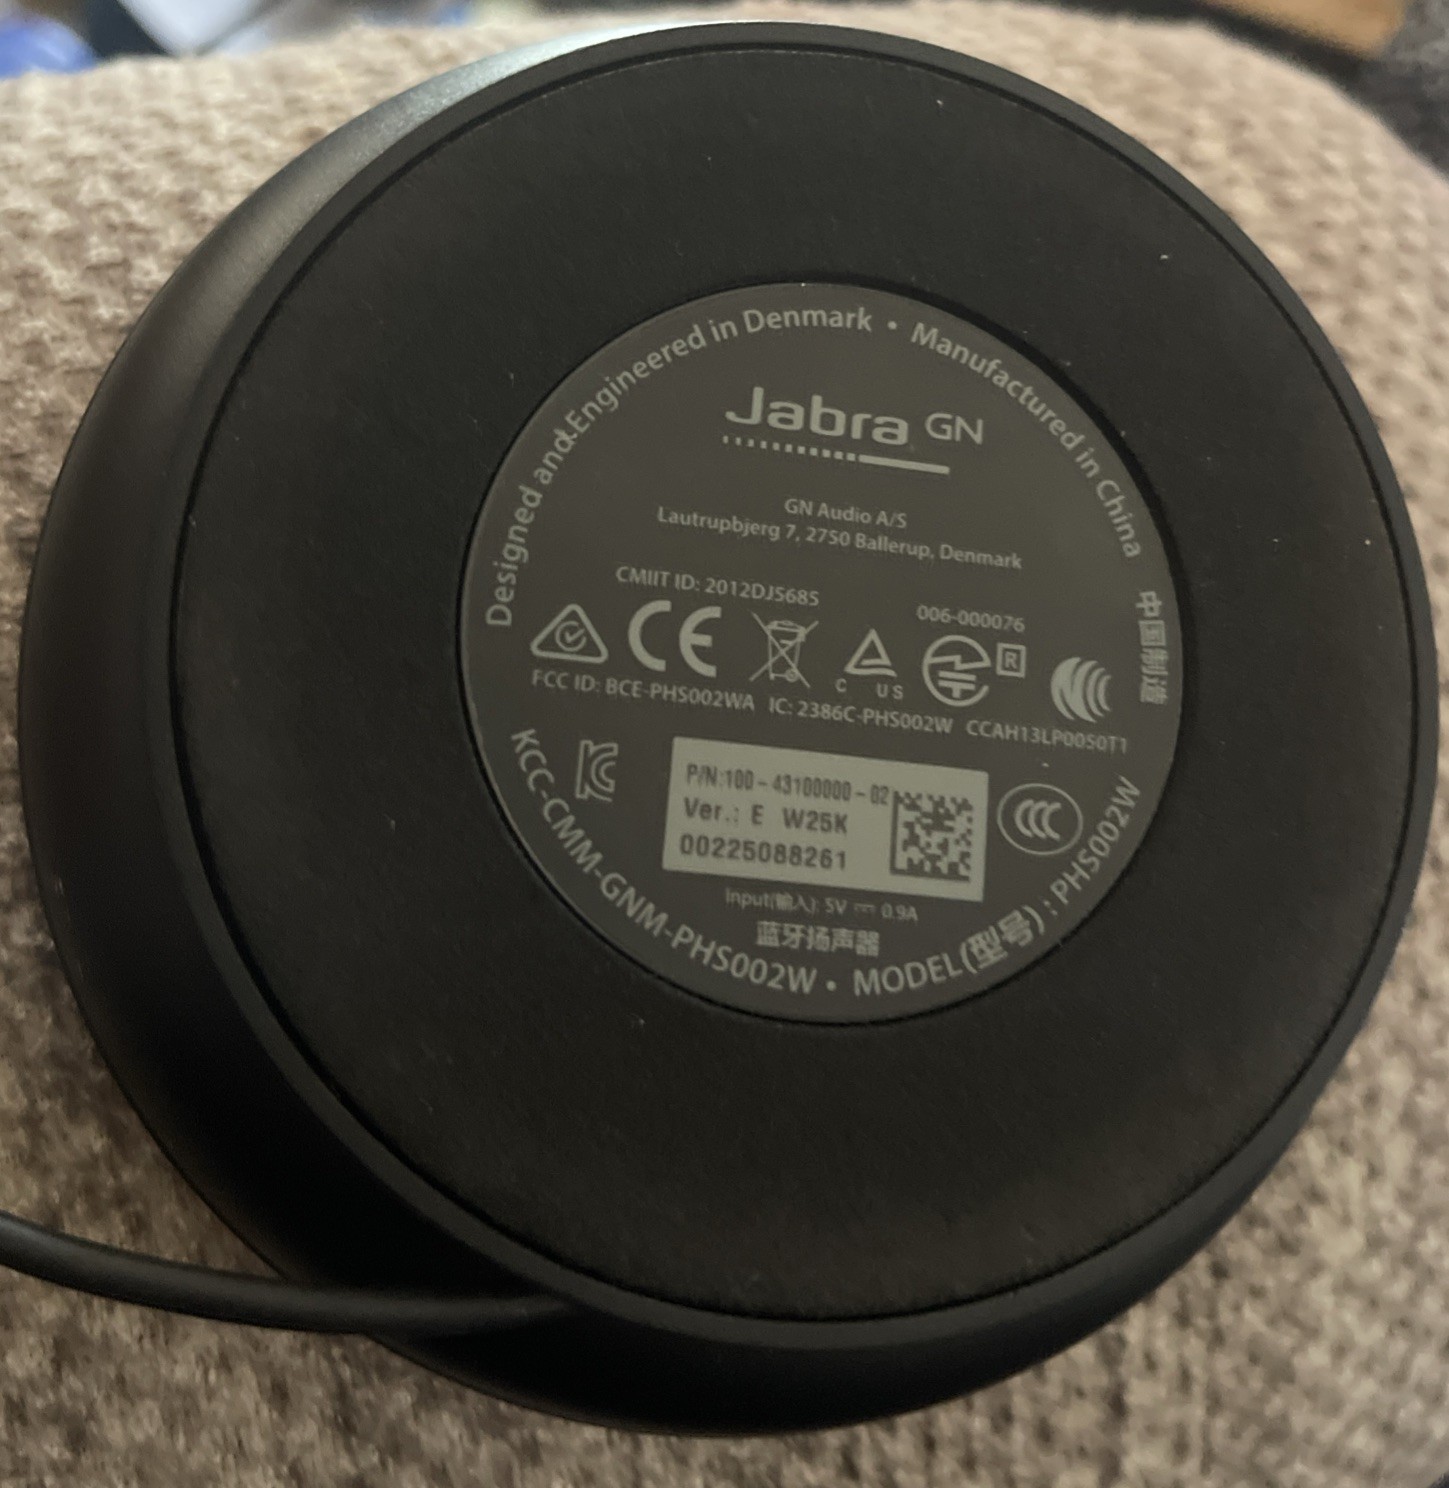 Designed and Engineered in Denmark • Manufactured in China 中国制造
Jabra GN
GN Audio A/S
Lautrupbjerg 7, 2750 Ballerup, Denmark
CMIIT ID: 2012DJ5685
006-000076
CE
C US
R
FCC ID: BCE-PHS002WA IC: 2386C-PHS002W CCAH13LP0050T1
P/N:100-43100000-02
Ver.: E W25K
00225088261
CCC
Input(输入): 5V 0.9A
蓝牙扬声器
KCC-CMM-GNM-PHS002W • MODEL(型号): PHS002W